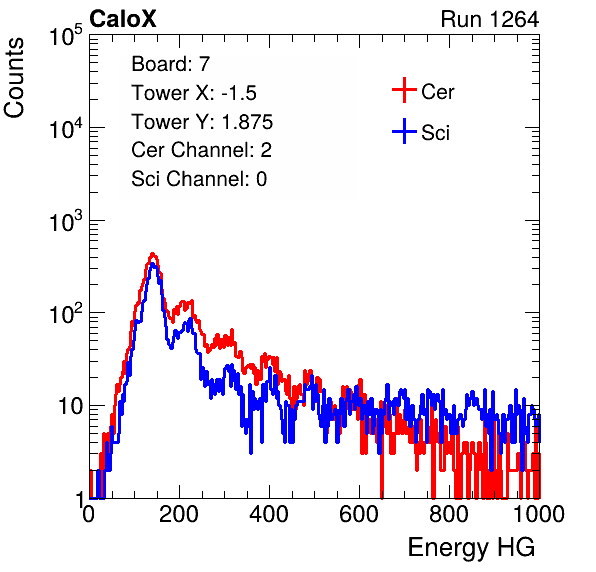 CaloX Run 1264
Counts
Board: 7
Tower X: -1.5
Tower Y: 1.875
Cer Channel: 2
Sci Channel: 0
Cer
Sci
10^5
10^4
10^3
10^2
10
1
0 200 400 600 800 1000
Energy HG